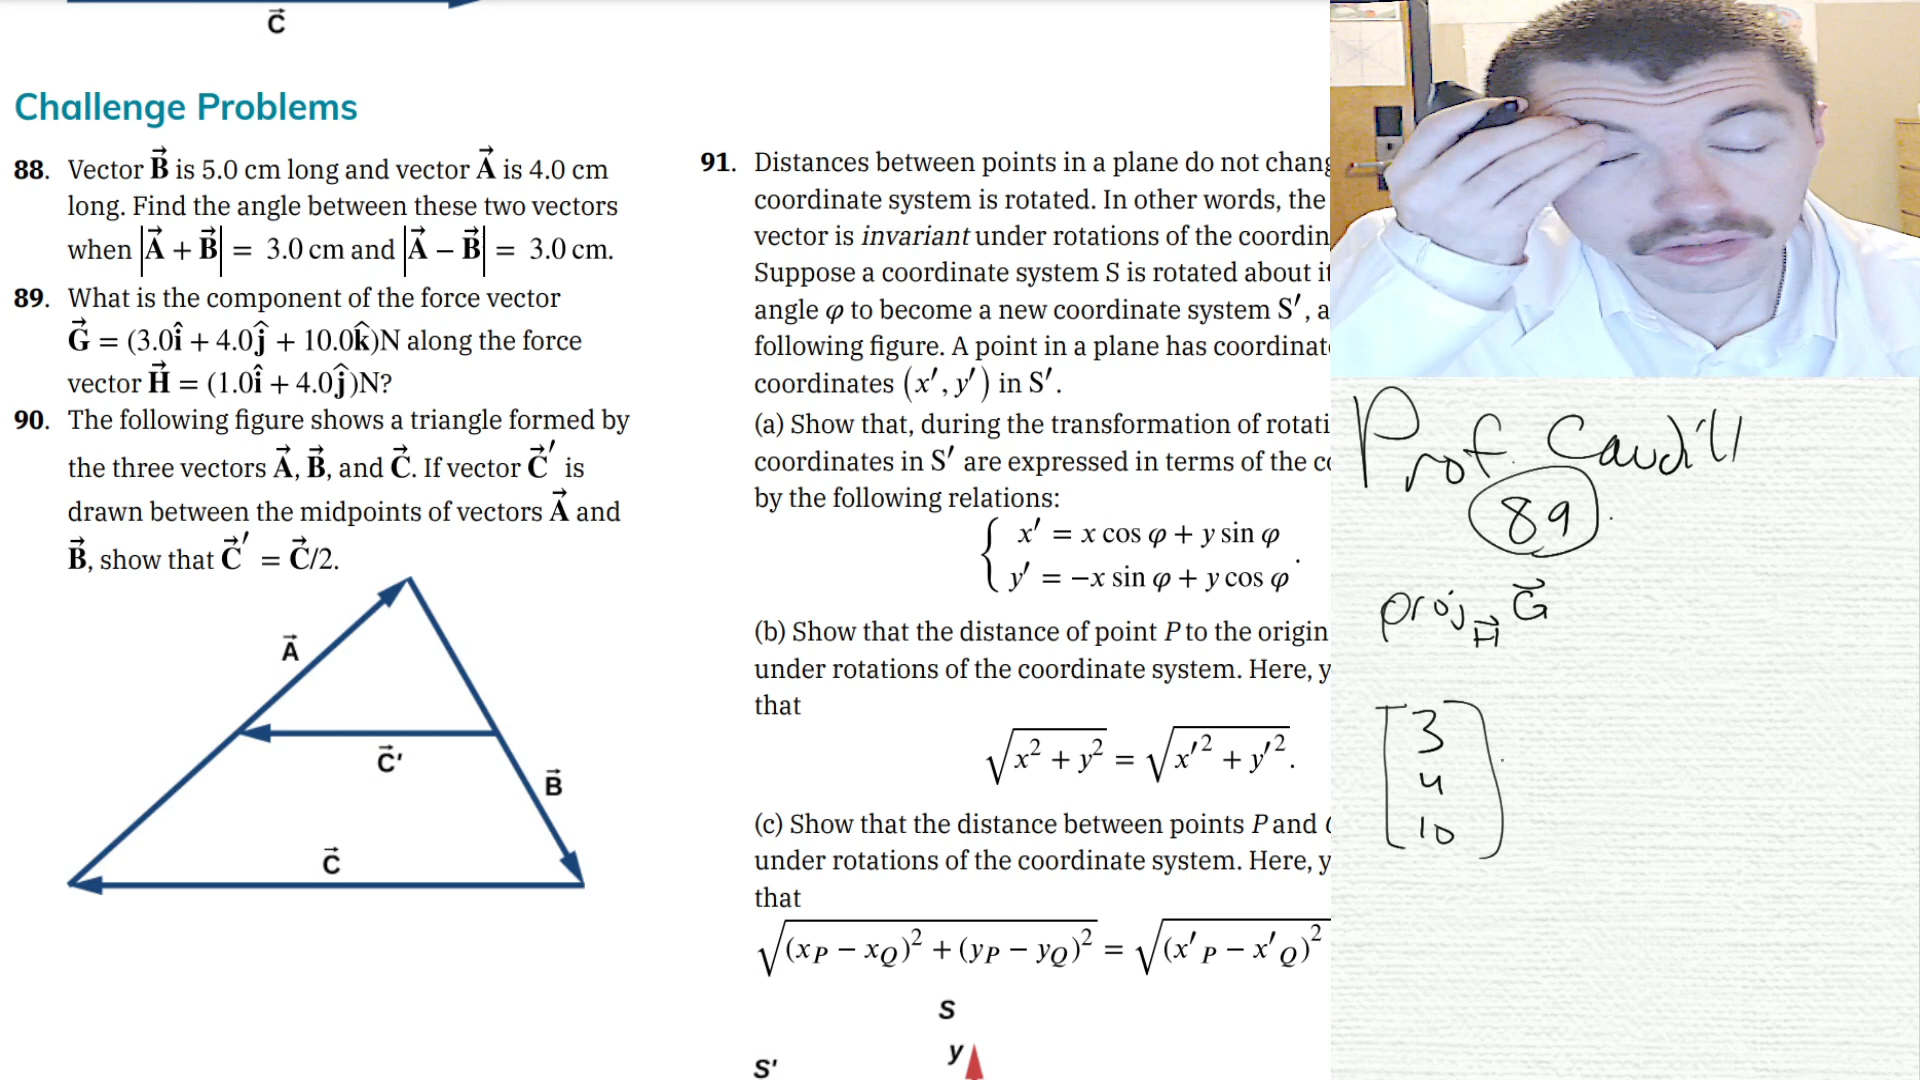 C⃗
Challenge Problems
88. Vector B⃗ is 5.0 cm long and vector A⃗ is 4.0 cm
long. Find the angle between these two vectors
when |A⃗ + B⃗| = 3.0 cm and |A⃗ − B⃗| = 3.0 cm.
89. What is the component of the force vector
G⃗ = (3.0î + 4.0ĵ + 10.0k̂)N along the force
vector H⃗ = (1.0î + 4.0ĵ)N?
90. The following figure shows a triangle formed by
the three vectors A⃗, B⃗, and C⃗. If vector C⃗′ is
drawn between the midpoints of vectors A⃗ and
B⃗, show that C⃗′ = C⃗/2.
A⃗
C⃗'
B⃗
C⃗
91. Distances between points in a plane do not chang
coordinate system is rotated. In other words, the
vector is invariant under rotations of the coordin
Suppose a coordinate system S is rotated about it
angle φ to become a new coordinate system S′, a
following figure. A point in a plane has coordinat
coordinates (x′, y′) in S′.
(a) Show that, during the transformation of rotati
coordinates in S′ are expressed in terms of the c
by the following relations:
{ x′ = x cos φ + y sin φ
y′ = −x sin φ + y cos φ .
(b) Show that the distance of point P to the origin
under rotations of the coordinate system. Here, y
that
√(x² + y²) = √(x′² + y′²).
(c) Show that the distance between points P and
under rotations of the coordinate system. Here, y
that
√((xP − xQ)² + (yP − yQ)²) = √((x′P − x′Q)²
S
y
S'
Prof. Caudill
89.
proj H⃗ G⃗
3
4
10